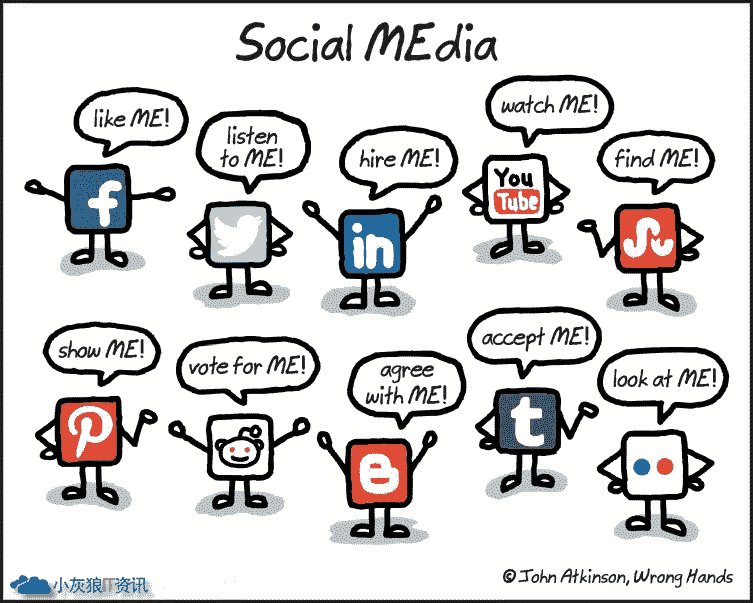 Social MEdia
like ME!
listen
to ME!
hire ME!
watch ME!
find ME!
f
in
You
Tube
show ME!
vote for ME!
agree
with ME!
accept ME!
look at ME!
t
小灰狼IT资讯
© John Atkinson, Wrong Hands